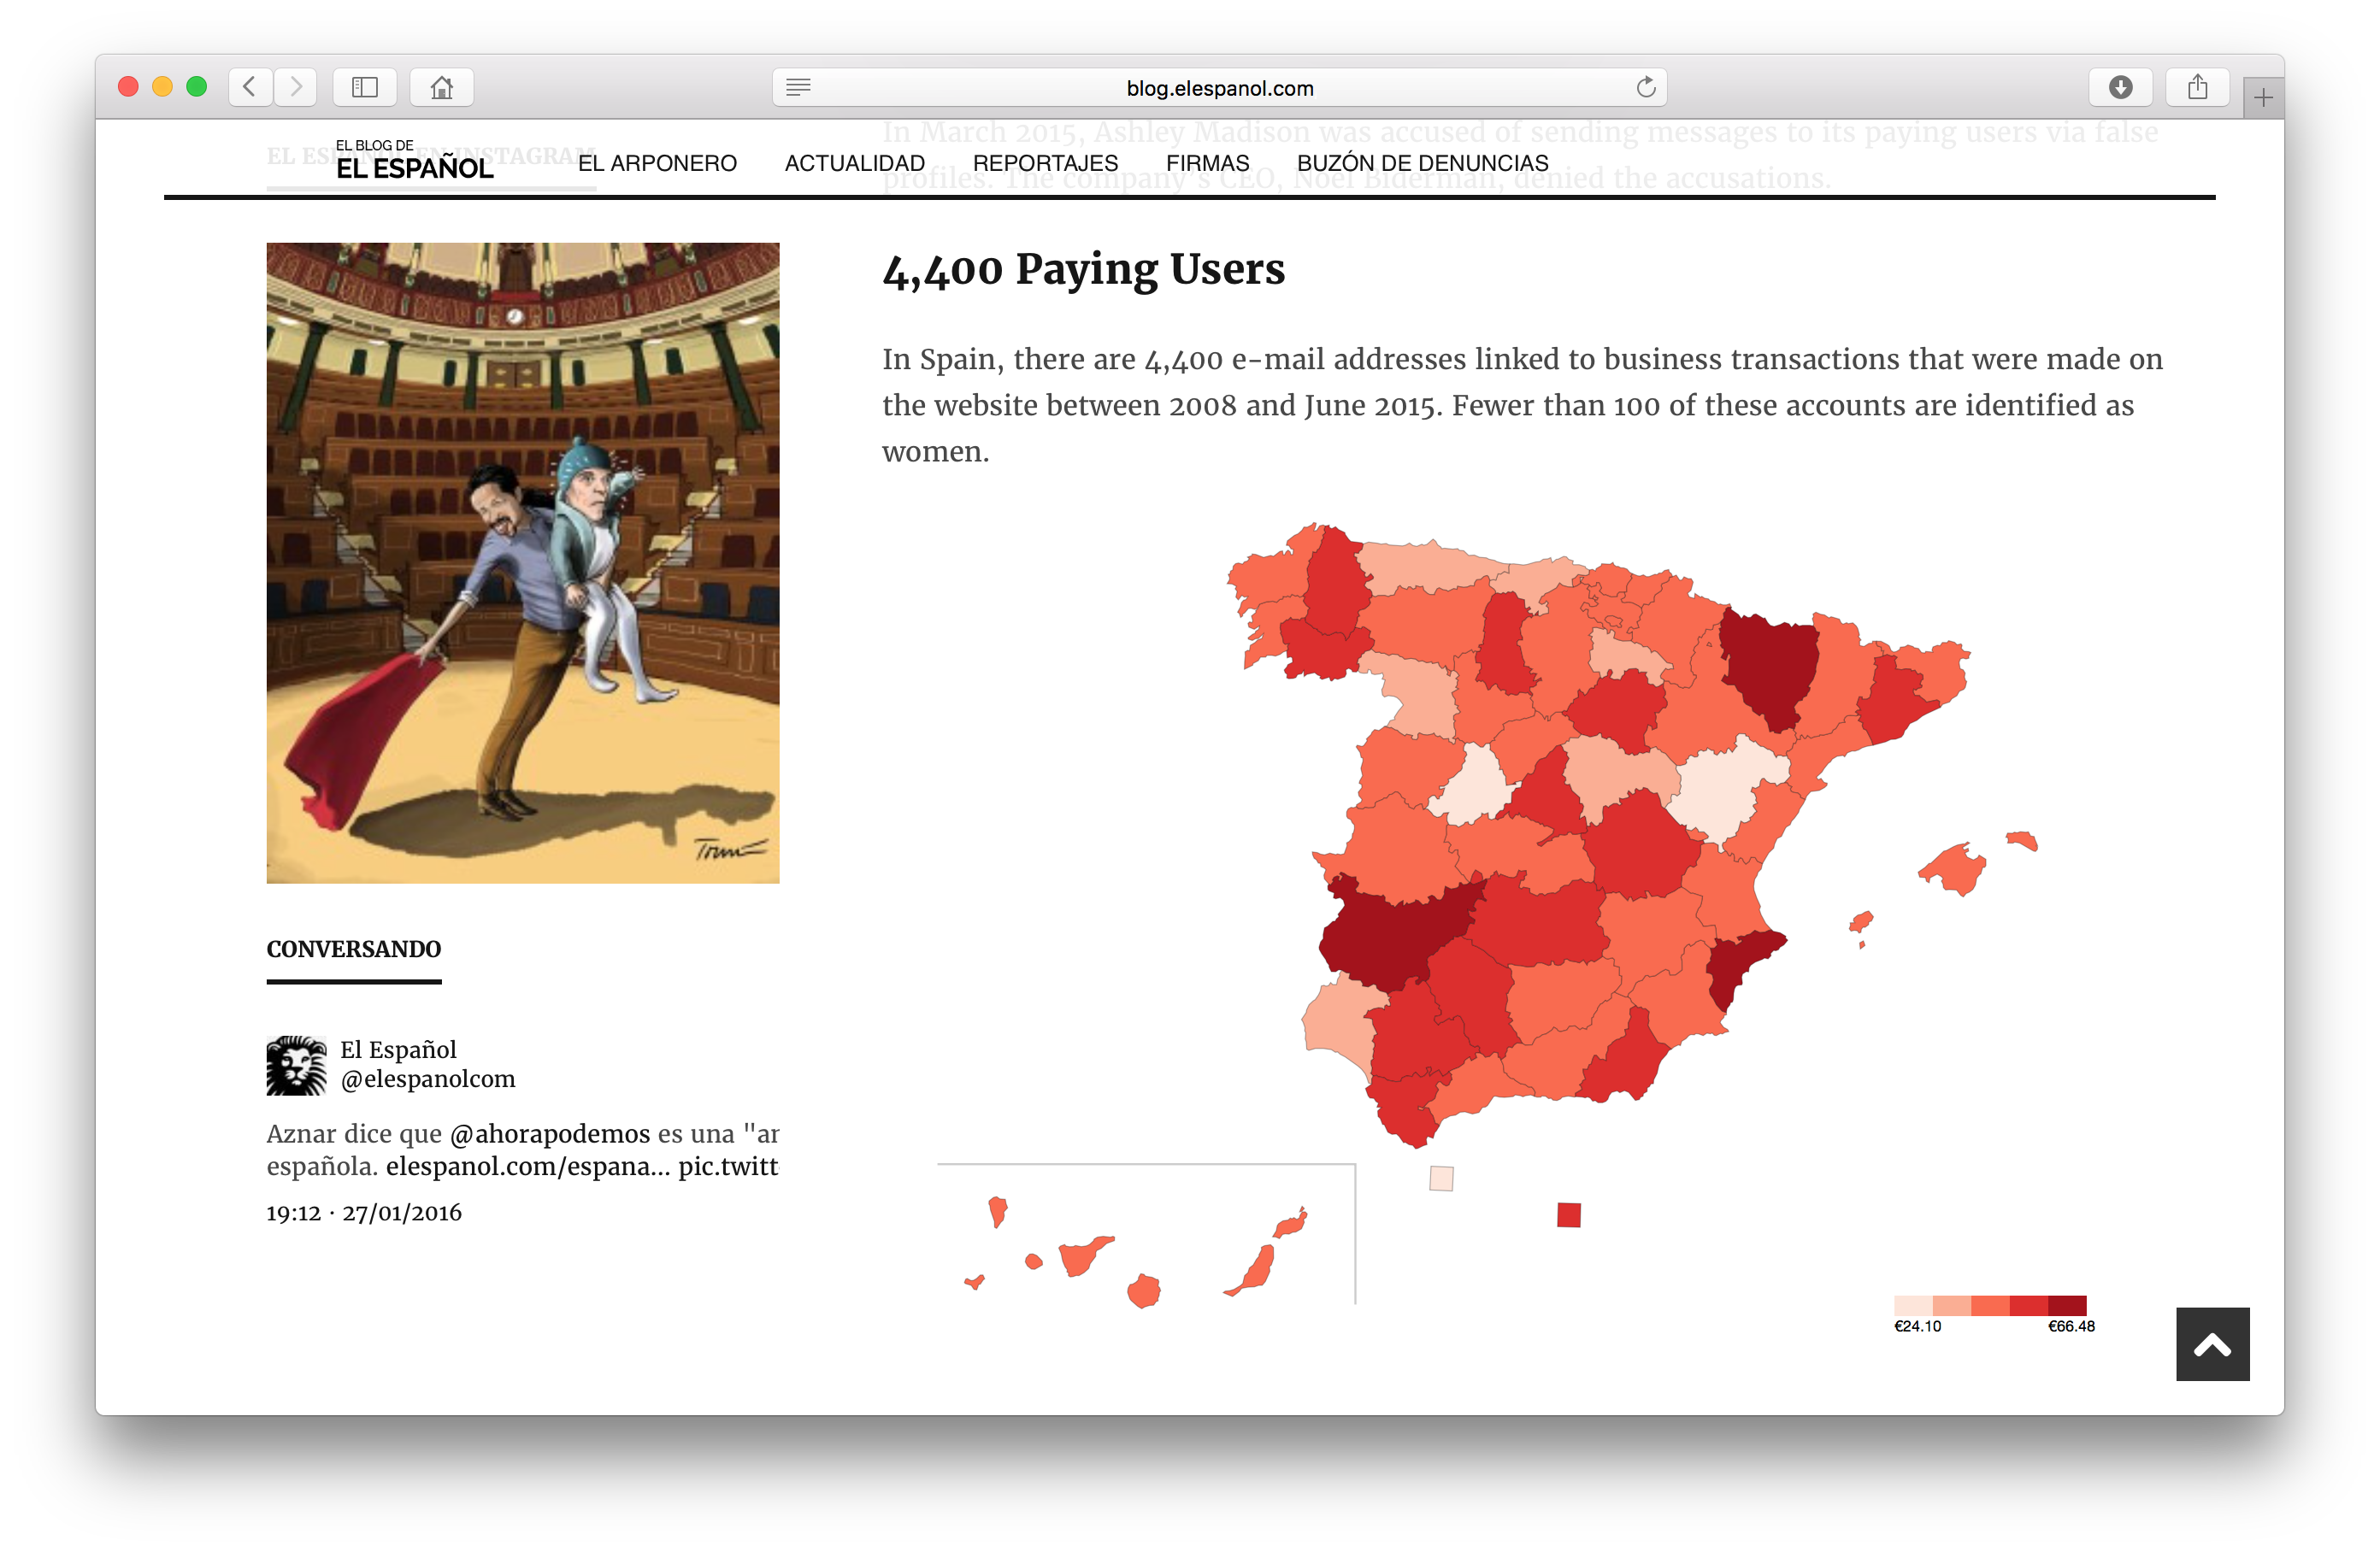 blog.elespanol.com
EL BLOG DE
EL ESPAÑOL
EL ESPAÑOL EN INSTAGRAM
EL ARPONERO
ACTUALIDAD
REPORTAJES
FIRMAS
BUZÓN DE DENUNCIAS
In March 2015, Ashley Madison was accused of sending messages to its paying users via false
profiles. The company's CEO, Noel Biderman, denied the accusations.
4,400 Paying Users
In Spain, there are 4,400 e-mail addresses linked to business transactions that were made on
the website between 2008 and June 2015. Fewer than 100 of these accounts are identified as
women.
Tomé
CONVERSANDO
El Español
@elespanolcom
Aznar dice que @ahorapodemos es una "a
española. elespanol.com/espana... pic.twitt
19:12 · 27/01/2016
€24.10
€66.48